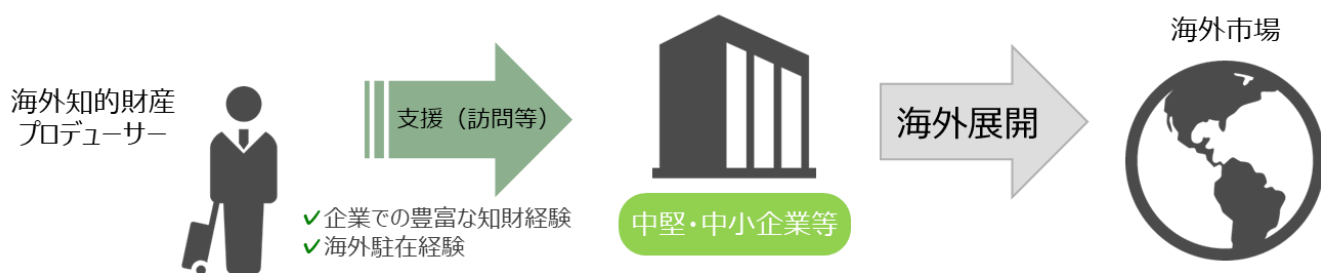 海外知的財産
プロデューサー
支援（訪問等）
✓企業での豊富な知財経験
✓海外駐在経験
中堅・中小企業等
海外展開
海外市場